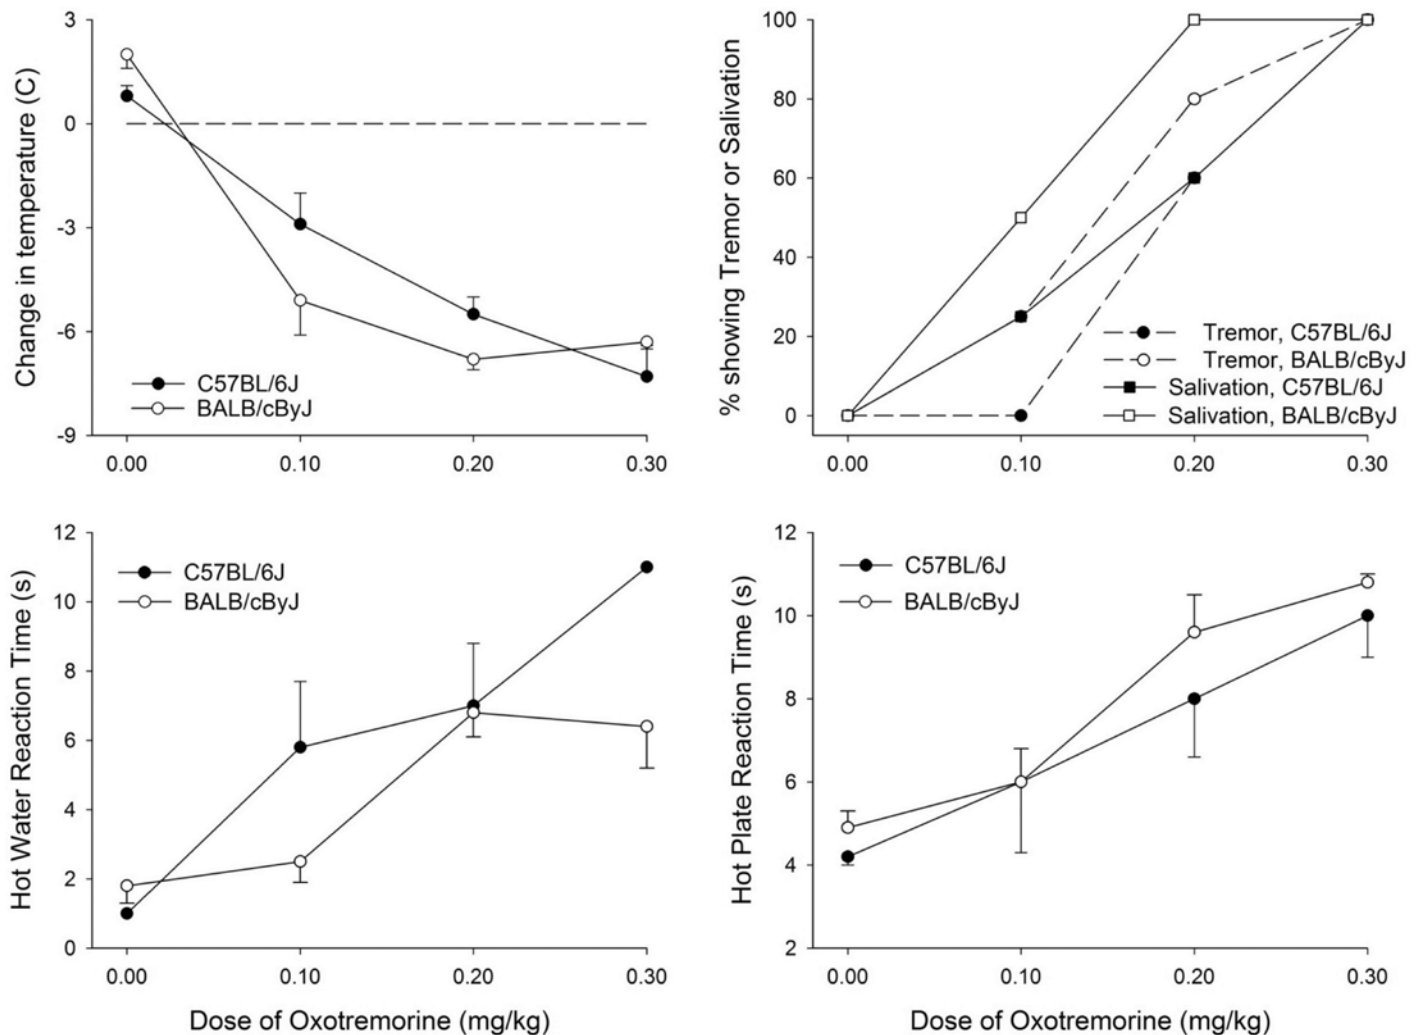 Change in temperature (C)
3
0
-3
-6
-9
C57BL/6J
BALB/cByJ
0.00 0.10 0.20 0.30
% showing Tremor or Salivation
100
80
60
40
20
0
Tremor, C57BL/6J
Tremor, BALB/cByJ
Salivation, C57BL/6J
Salivation, BALB/cByJ
0.00 0.10 0.20 0.30
Hot Water Reaction Time (s)
12
10
8
6
4
2
0
C57BL/6J
BALB/cByJ
0.00 0.10 0.20 0.30
Dose of Oxotremorine (mg/kg)
Hot Plate Reaction Time (s)
12
10
8
6
4
2
C57BL/6J
BALB/cByJ
0.00 0.10 0.20 0.30
Dose of Oxotremorine (mg/kg)